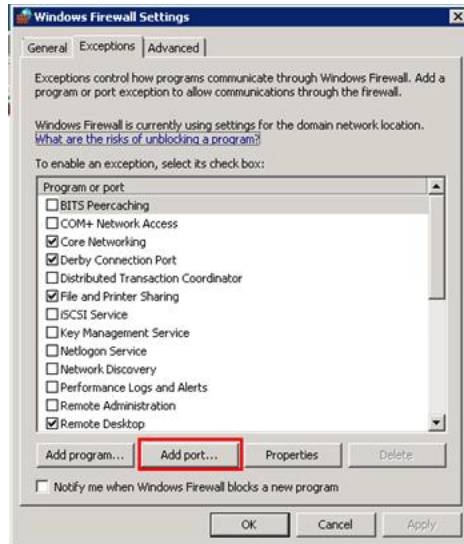 Windows Firewall Settings
General Exceptions Advanced
Exceptions control how programs communicate through Windows Firewall. Add a
program or port exception to allow communications through the firewall.
Windows Firewall is currently using settings for the domain network location.
What are the risks of unblocking a program?
To enable an exception, select its check box:
Program or port
BITS Peercaching
COM+ Network Access
Core Networking
Derby Connection Port
Distributed Transaction Coordinator
File and Printer Sharing
iSCSI Service
Key Management Service
Netlogon Service
Network Discovery
Performance Logs and Alerts
Remote Administration
Remote Desktop
Add program... Add port... Properties Delete
Notify me when Windows Firewall blocks a new program
OK Cancel Apply